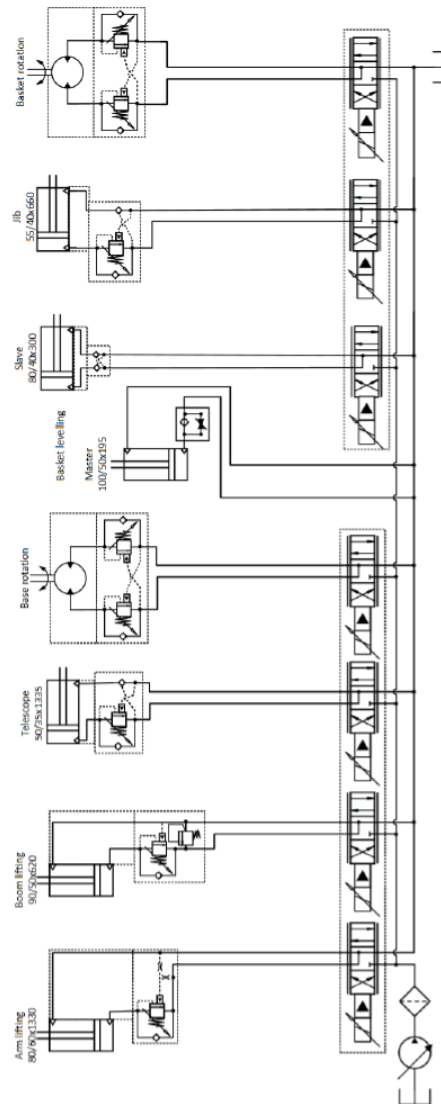 Basket rotation
Jib
55/40x660
Slave
80/40x300
Basket levelling
Master
100/50x195
Base rotation
Telescope
50/35x1335
Boom lifting
90/50x620
Arm lifting
80/60x1330